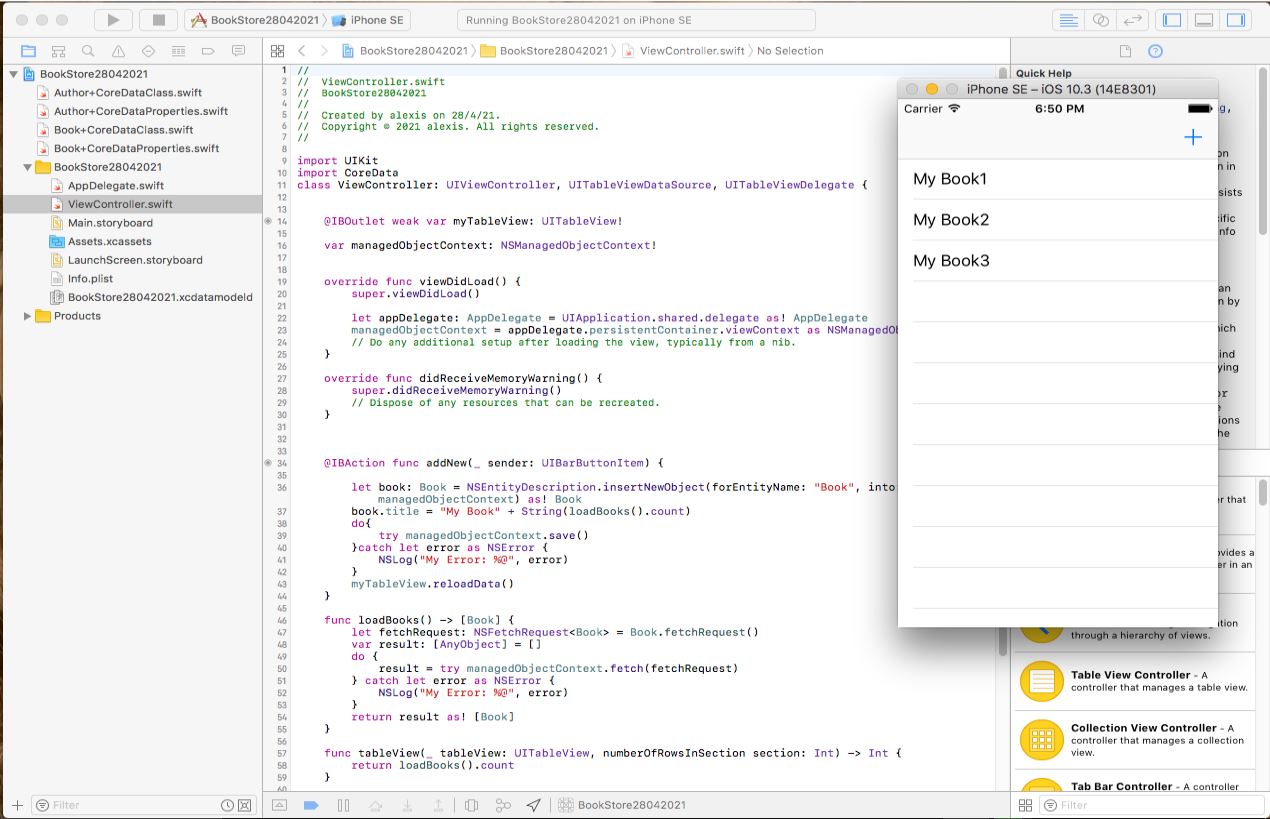 BookStore28042021 iPhone SE
Running BookStore28042021 on iPhone SE
BookStore28042021 BookStore28042021 ViewController.swift No Selection
BookStore28042021
Author+CoreDataClass.swift
Author+CoreDataProperties.swift
Book+CoreDataClass.swift
Book+CoreDataProperties.swift
BookStore28042021
AppDelegate.swift
ViewController.swift
Main.storyboard
Assets.xcassets
LaunchScreen.storyboard
Info.plist
BookStore28042021.xcdatamodeld
Products
Filter
1 //
2 // ViewController.swift
3 // BookStore28042021
4 //
5 // Created by alexis on 28/4/21.
6 // Copyright © 2021 alexis. All rights reserved.
7 //
8
9 import UIKit
10 import CoreData
11 class ViewController: UIViewController, UITableViewDataSource, UITableViewDelegate {
12
13
14 @IBOutlet weak var myTableView: UITableView!
15
16 var managedObjectContext: NSManagedObjectContext!
17
18
19 override func viewDidLoad() {
20 super.viewDidLoad()
21
22 let appDelegate: AppDelegate = UIApplication.shared.delegate as! AppDelegate
23 managedObjectContext = appDelegate.persistentContainer.viewContext as NSManagedOb
24 // Do any additional setup after loading the view, typically from a nib.
25 }
26
27 override func didReceiveMemoryWarning() {
28 super.didReceiveMemoryWarning()
29 // Dispose of any resources that can be recreated.
30 }
31
32
33
34 @IBAction func addNew(_ sender: UIBarButtonItem) {
35
36 let book: Book = NSEntityDescription.insertNewObject(forEntityName: "Book", into
managedObjectContext) as! Book
37 book.title = "My Book" + String(loadBooks().count)
38 do{
39 try managedObjectContext.save()
40 }catch let error as NSError {
41 NSLog("My Error: %@", error)
42 }
43 myTableView.reloadData()
44 }
45
46 func loadBooks() -> [Book] {
47 let fetchRequest: NSFetchRequest<Book> = Book.fetchRequest()
48 var result: [AnyObject] = []
49 do {
50 result = try managedObjectContext.fetch(fetchRequest)
51 } catch let error as NSError {
52 NSLog("My Error: %@", error)
53 }
54 return result as! [Book]
55 }
56
57 func tableView(_ tableView: UITableView, numberOfRowsInSection section: Int) -> Int {
58 return loadBooks().count
59 }
60
BookStore28042021
Quick Help
iPhone SE – iOS 10.3 (14E8301)
Carrier 6:50 PM
+
My Book1
My Book2
My Book3
through a hierarchy of views.
Table View Controller - A
controller that manages a table view.
Collection View Controller - A
controller that manages a collection
view.
Tab Bar Controller - A controller
Filter